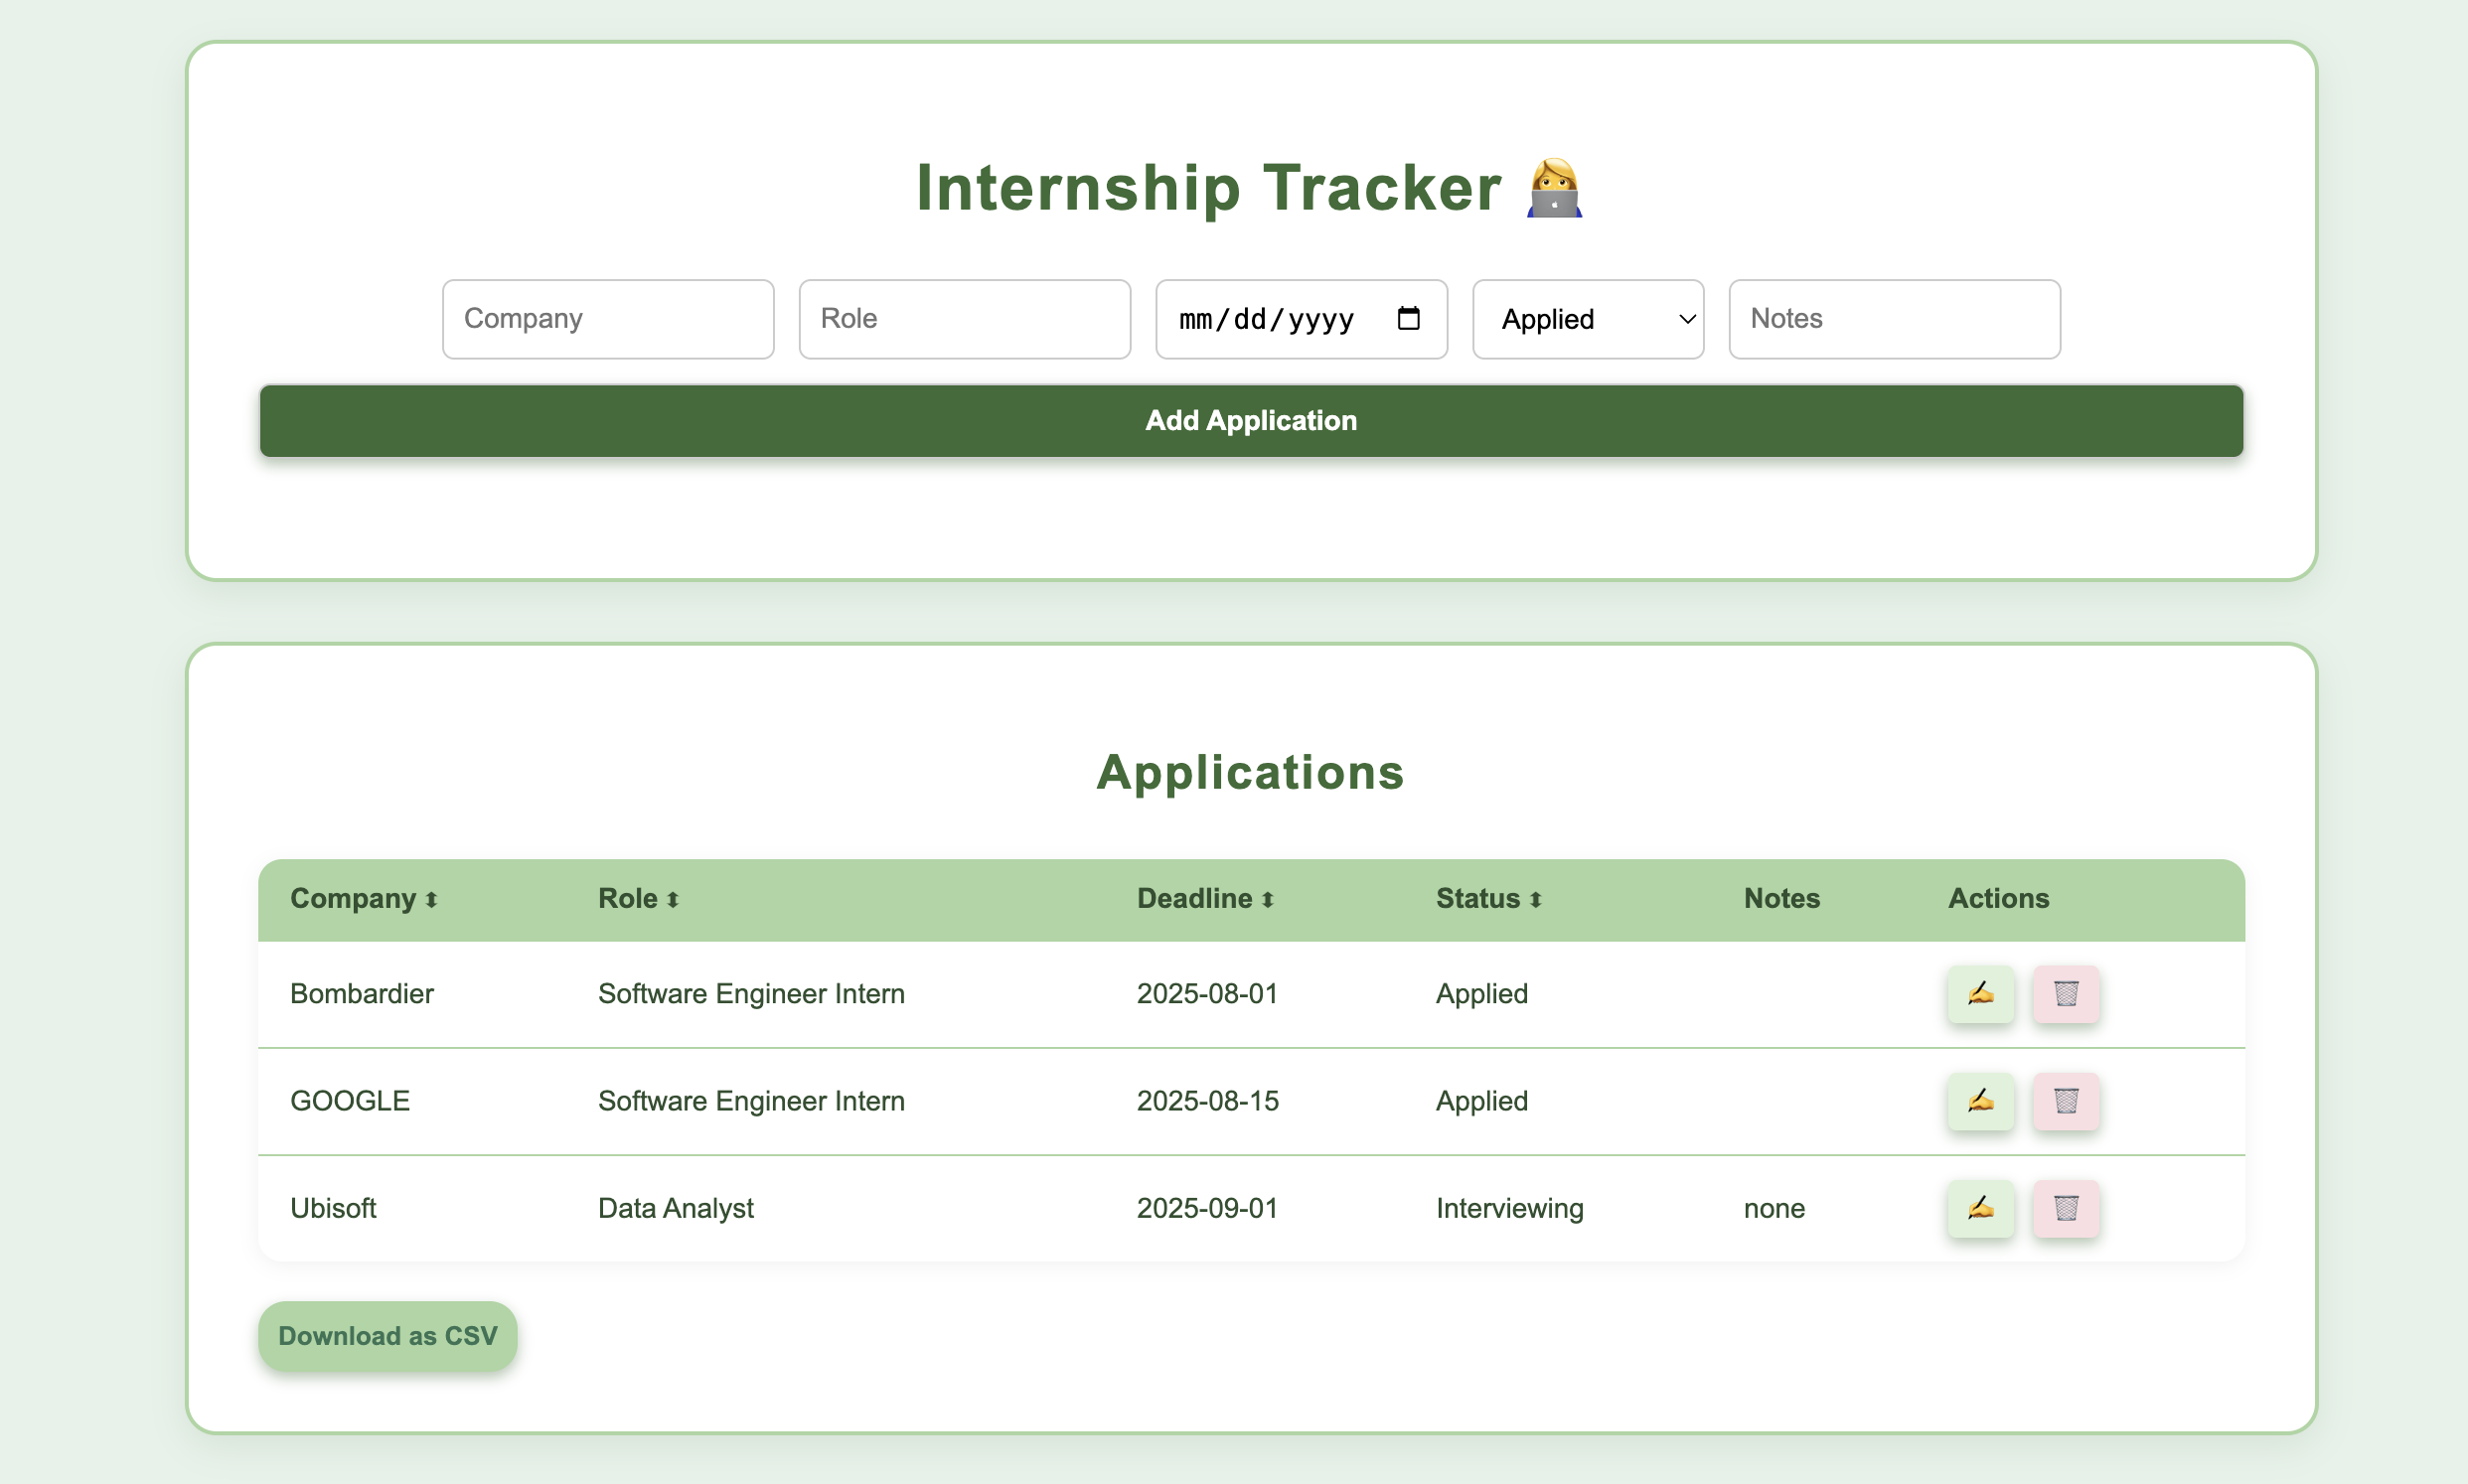 Internship Tracker 👩‍💻
Company Role mm/dd/yyyy Applied Notes
Add Application
Applications
Company ⬍ Role ⬍ Deadline ⬍ Status ⬍ Notes Actions
Bombardier Software Engineer Intern 2025-08-01 Applied ✍️ 🗑️
GOOGLE Software Engineer Intern 2025-08-15 Applied ✍️ 🗑️
Ubisoft Data Analyst 2025-09-01 Interviewing none ✍️ 🗑️
Download as CSV